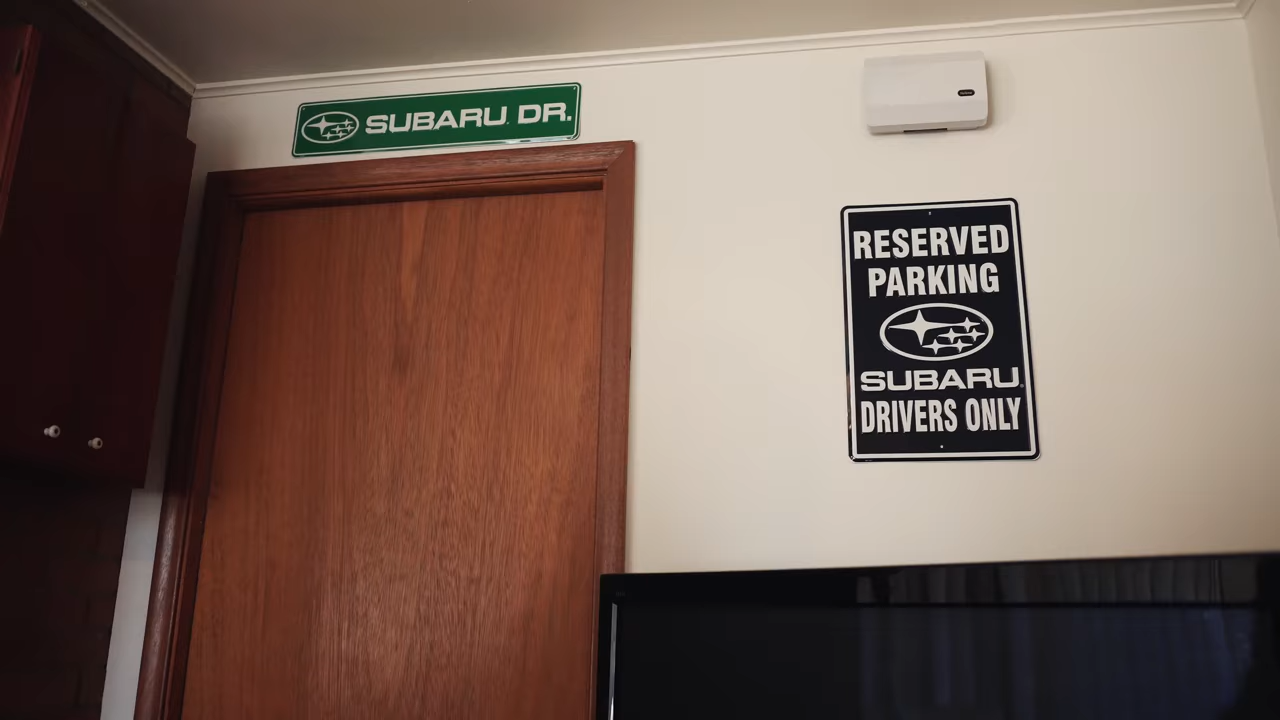 SUBARU DR.
RESERVED
PARKING
SUBARU
DRIVERS ONLY